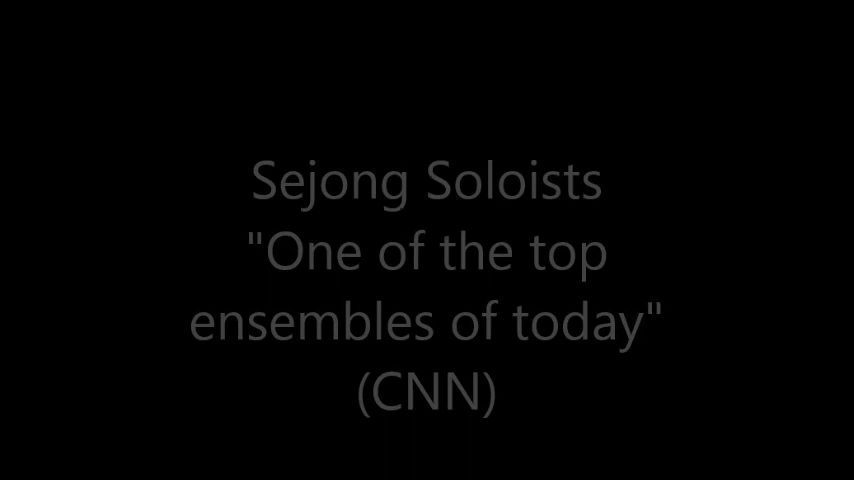 Sejong Soloists
"One of the top
ensembles of today"
(CNN)